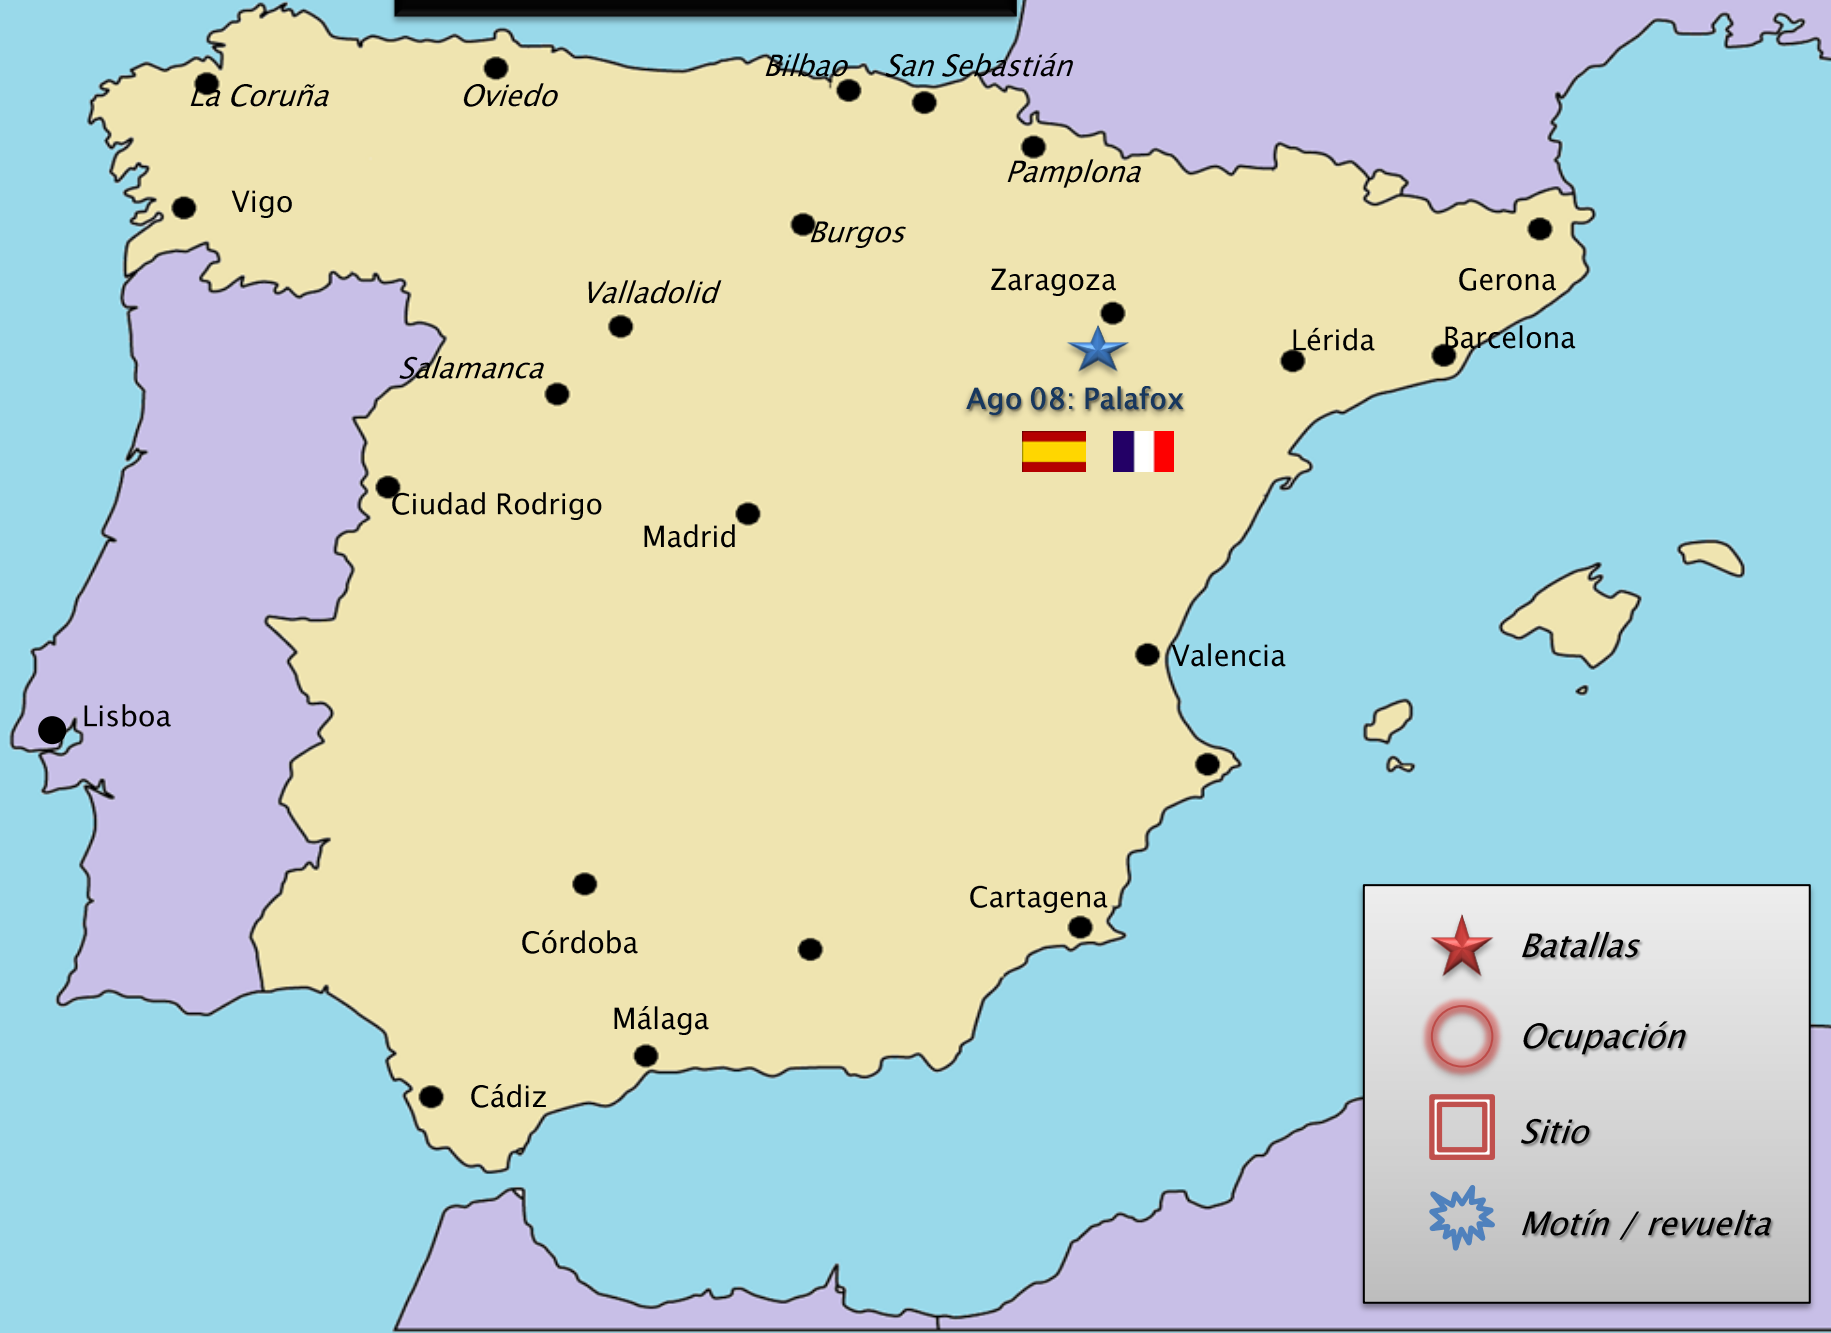 Bilbao
San Sebastián
La Coruña
Oviedo
Pamplona
Vigo
Burgos
Zaragoza
Gerona
Valladolid
Lérida
Barcelona
Salamanca
Ago 08: Palafox
Ciudad Rodrigo
Madrid
Valencia
Lisboa
Cartagena
Córdoba
Málaga
Cádiz
Batallas
Ocupación
Sitio
Motín / revuelta